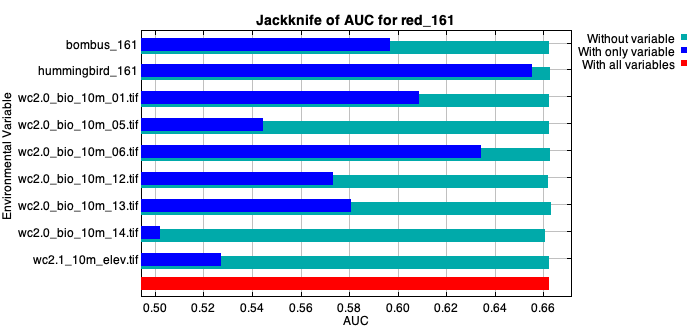 Jackknife of AUC for red_161
Without variable
With only variable
With all variables
Environmental Variable
bombus_161
hummingbird_161
wc2.0_bio_10m_01.tif
wc2.0_bio_10m_05.tif
wc2.0_bio_10m_06.tif
wc2.0_bio_10m_12.tif
wc2.0_bio_10m_13.tif
wc2.0_bio_10m_14.tif
wc2.1_10m_elev.tif
0.50 0.52 0.54 0.56 0.58 0.60 0.62 0.64 0.66
AUC